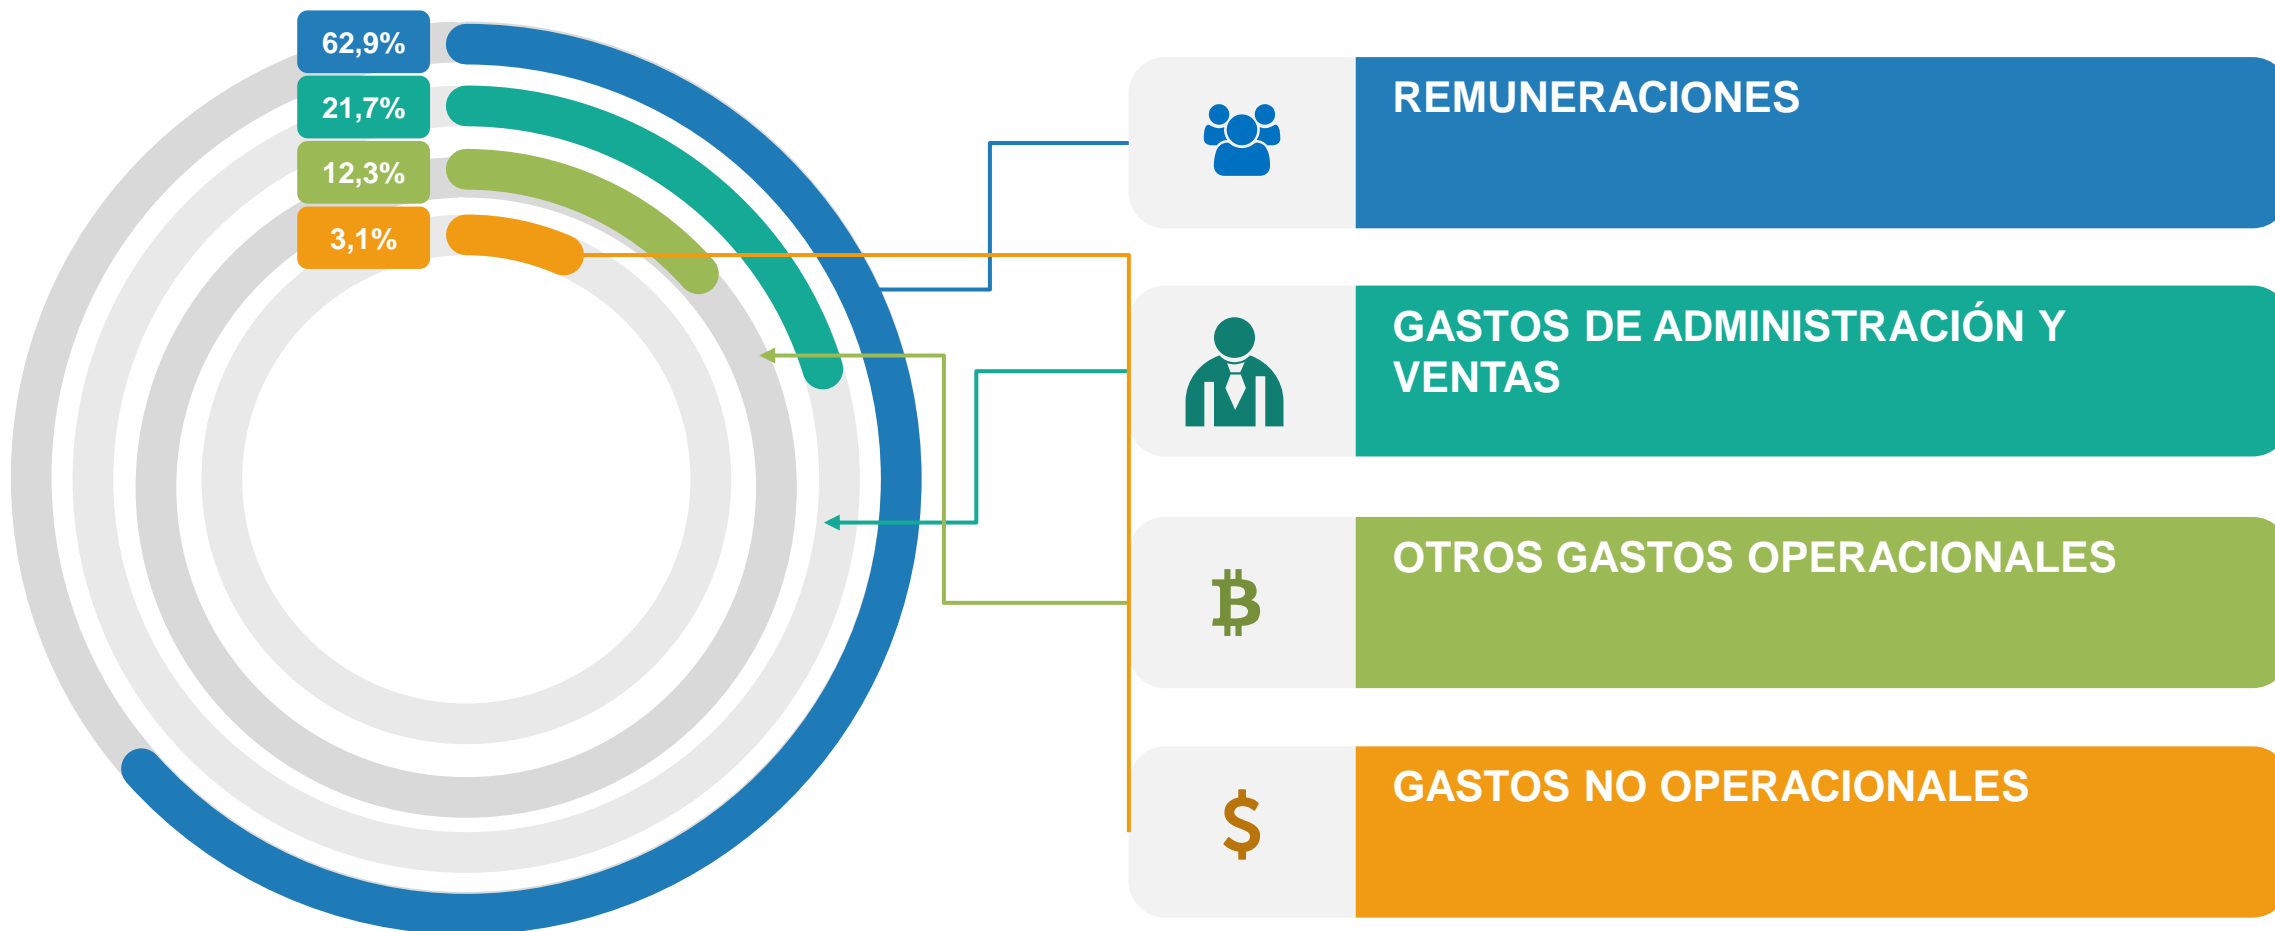 62,9%
21,7%
12,3%
3,1%
REMUNERACIONES
GASTOS DE ADMINISTRACIÓN Y
VENTAS
OTROS GASTOS OPERACIONALES
GASTOS NO OPERACIONALES